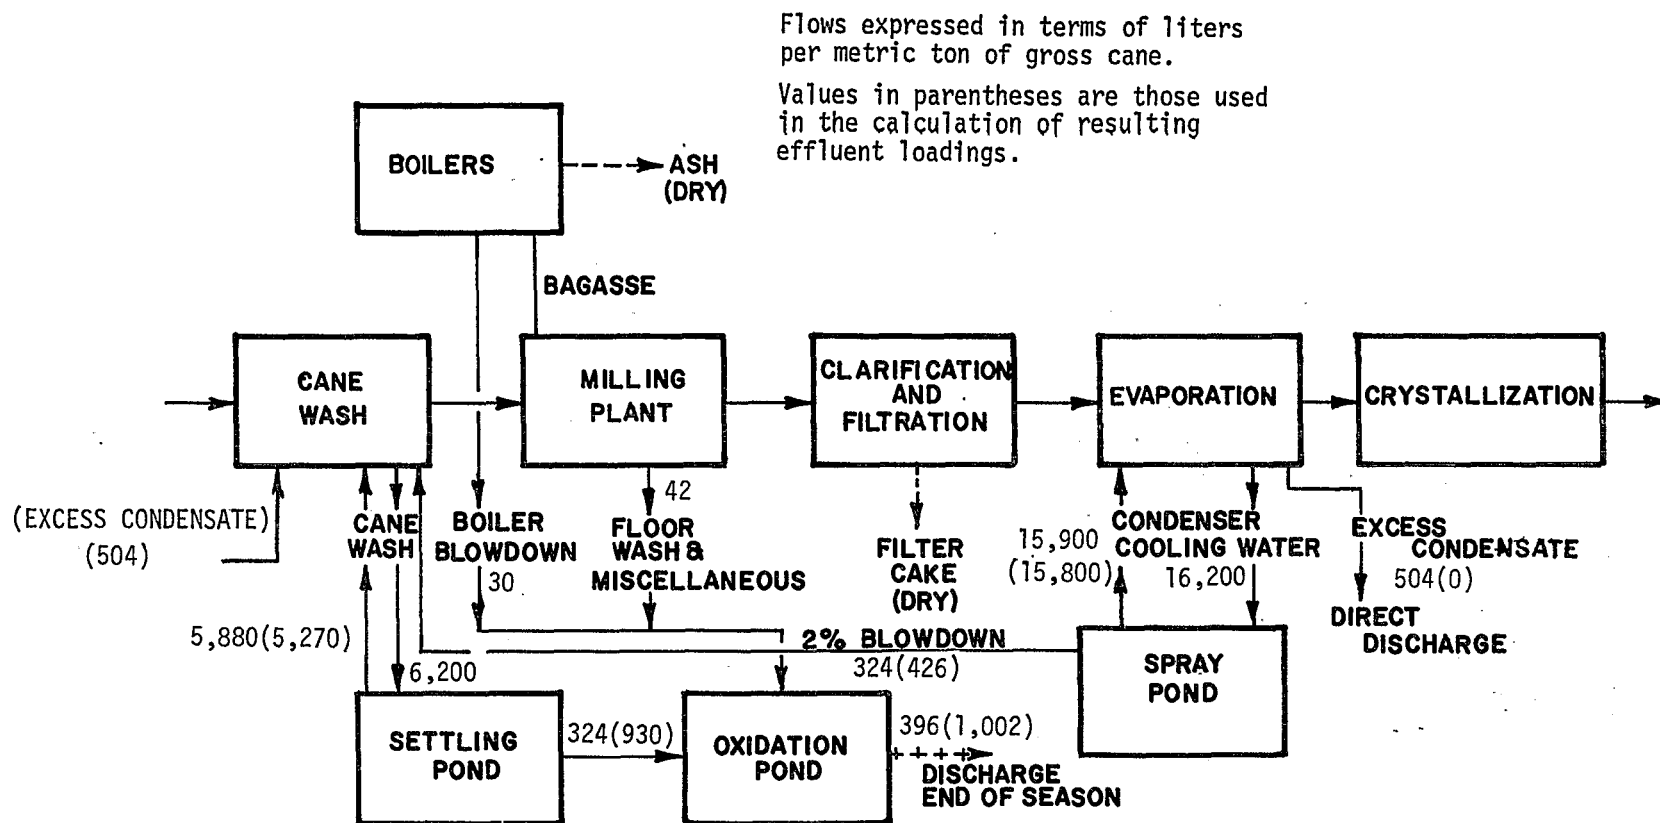 Flows expressed in terms of liters
per metric ton of gross cane.
Values in parentheses are those used
in the calculation of resulting
effluent loadings.
BOILERS
ASH
(DRY)
BAGASSE
CANE
WASH
MILLING
PLANT
CLARIFICATION
AND
FILTRATION
EVAPORATION
CRYSTALLIZATION
(EXCESS CONDENSATE)
(504)
CANE
WASH
BOILER
BLOWDOWN
30
42
FLOOR
WASH &
MISCELLANEOUS
FILTER
CAKE
(DRY)
15,900
(15,800)
CONDENSER
COOLING WATER
16,200
EXCESS
CONDENSATE
504(0)
DIRECT
DISCHARGE
5,880(5,270)
6,200
2% BLOWDOWN
324(426)
SPRAY
POND
SETTLING
POND
324(930)
OXIDATION
POND
396(1,002)
DISCHARGE
END OF SEASON